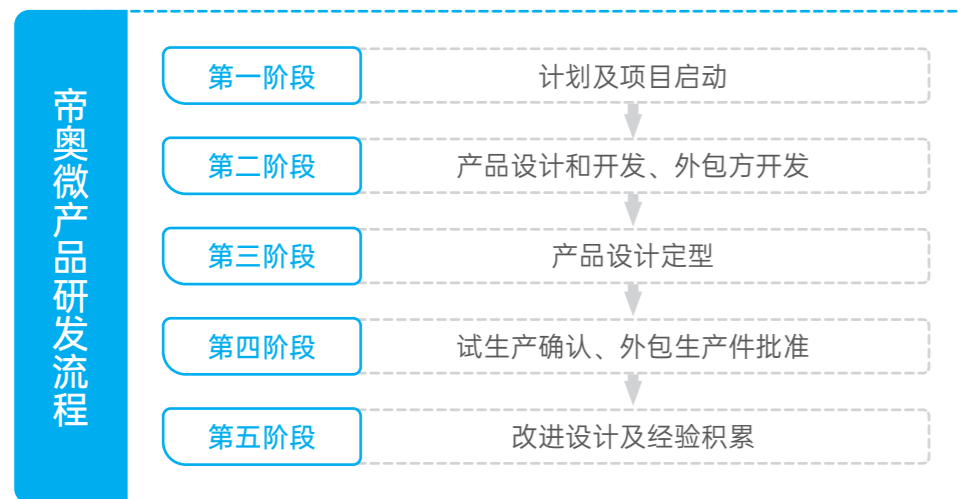 帝奥微产品研发流程
第一阶段
计划及项目启动
第二阶段
产品设计和开发、外包方开发
第三阶段
产品设计定型
第四阶段
试生产确认、外包生产件批准
第五阶段
改进设计及经验积累